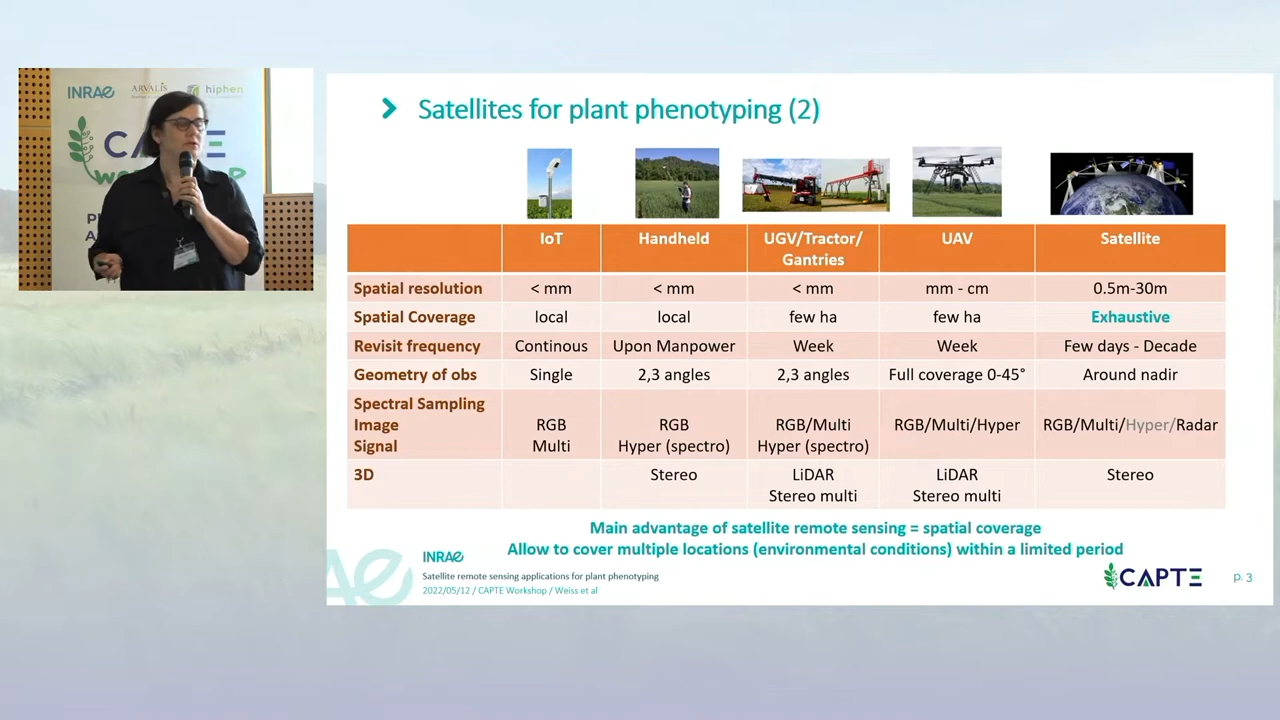 INRAE ARVALIS hiphen
CAPTE
Satellites for plant phenotyping (2)
IoT Handheld UGV/Tractor/ Gantries UAV Satellite
Spatial resolution < mm < mm < mm mm - cm 0.5m-30m
Spatial Coverage local local few ha few ha Exhaustive
Revisit frequency Continous Upon Manpower Week Week Few days - Decade
Geometry of obs Single 2,3 angles 2,3 angles Full coverage 0-45° Around nadir
Spectral Sampling
Image RGB RGB RGB/Multi RGB/Multi/Hyper RGB/Multi/Hyper/Radar
Signal Multi Hyper (spectro) Hyper (spectro)
3D Stereo LiDAR LiDAR Stereo
Stereo multi Stereo multi
Main advantage of satellite remote sensing = spatial coverage
Allow to cover multiple locations (environmental conditions) within a limited period
INRAE
Satellite remote sensing applications for plant phenotyping
2022/05/12 / CAPTE Workshop / Weiss et al
CAPTE
p. 3